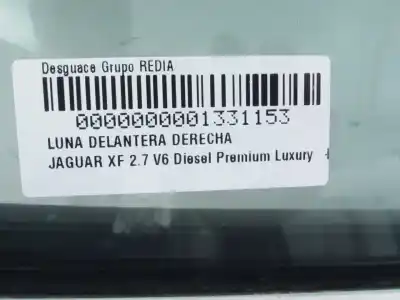 Desguace Grupo REDIA
0000000001331153
LUNA DELANTERA DERECHA
JAGUAR XF 2.7 V6 Diesel Premium Luxury